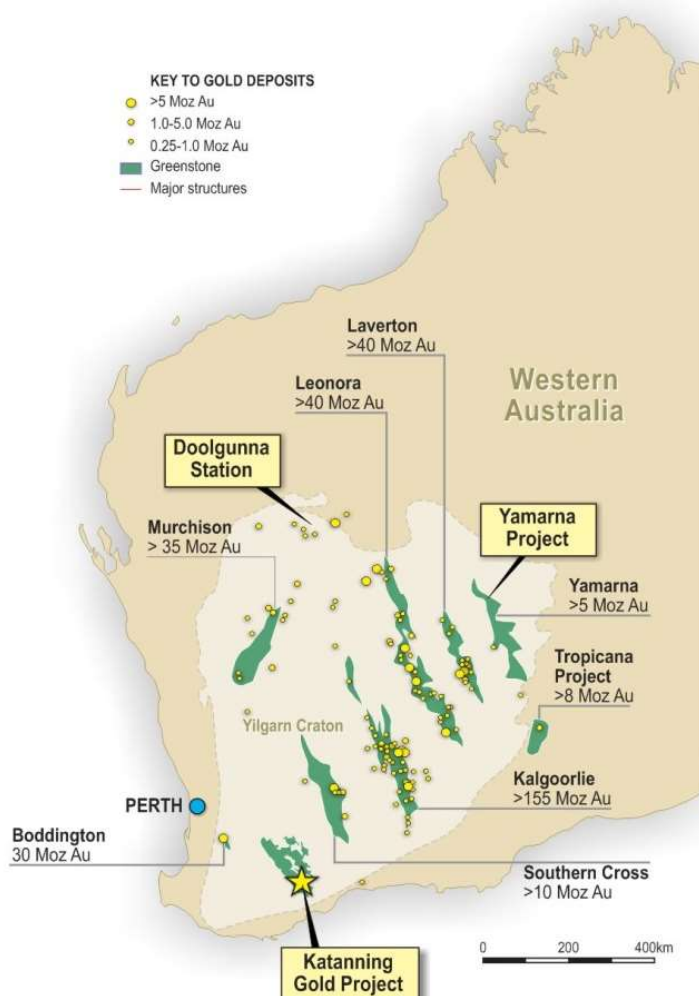 KEY TO GOLD DEPOSITS
>5 Moz Au
1.0-5.0 Moz Au
0.25-1.0 Moz Au
Greenstone
Major structures
Laverton
>40 Moz Au
Leonora
>40 Moz Au
Western
Australia
Doolgunna
Station
Murchison
> 35 Moz Au
Yamarna
Project
Yamarna
>5 Moz Au
Tropicana
Project
>8 Moz Au
Yilgarn Craton
Kalgoorlie
>155 Moz Au
PERTH
Boddington
30 Moz Au
Southern Cross
>10 Moz Au
Katanning
Gold Project
0 200 400km